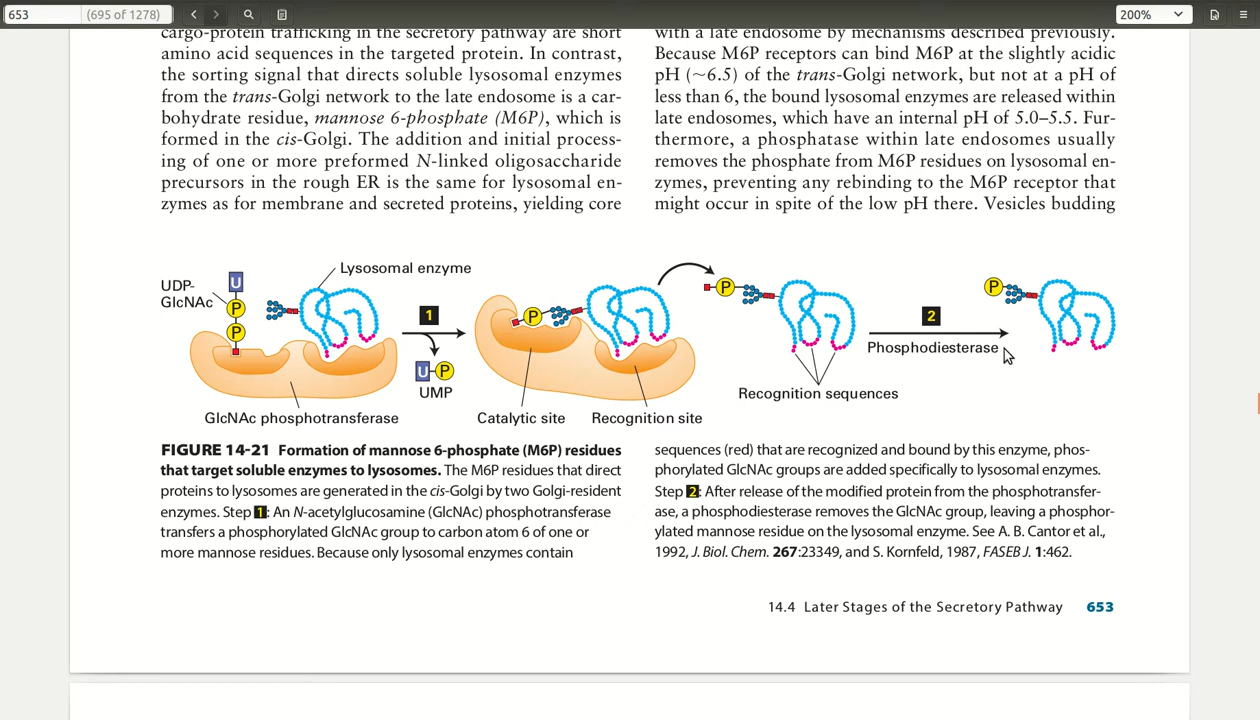 653
(695 of 1278)
200%
cargo-protein trafficking in the secretory pathway are short
amino acid sequences in the targeted protein. In contrast,
the sorting signal that directs soluble lysosomal enzymes
from the trans-Golgi network to the late endosome is a car-
bohydrate residue, mannose 6-phosphate (M6P), which is
formed in the cis-Golgi. The addition and initial process-
ing of one or more preformed N-linked oligosaccharide
precursors in the rough ER is the same for lysosomal en-
zymes as for membrane and secreted proteins, yielding core
with a late endosome by mechanisms described previously.
Because M6P receptors can bind M6P at the slightly acidic
pH (~6.5) of the trans-Golgi network, but not at a pH of
less than 6, the bound lysosomal enzymes are released within
late endosomes, which have an internal pH of 5.0–5.5. Fur-
thermore, a phosphatase within late endosomes usually
removes the phosphate from M6P residues on lysosomal en-
zymes, preventing any rebinding to the M6P receptor that
might occur in spite of the low pH there. Vesicles budding
UDP-
GlcNAc
U
P
P
Lysosomal enzyme
GlcNAc phosphotransferase
1
U P
UMP
P
Catalytic site
Recognition site
P
Recognition sequences
2
Phosphodiesterase
P
FIGURE 14-21 Formation of mannose 6-phosphate (M6P) residues
that target soluble enzymes to lysosomes. The M6P residues that direct
proteins to lysosomes are generated in the cis-Golgi by two Golgi-resident
enzymes. Step 1: An N-acetylglucosamine (GlcNAc) phosphotransferase
transfers a phosphorylated GlcNAc group to carbon atom 6 of one or
more mannose residues. Because only lysosomal enzymes contain
sequences (red) that are recognized and bound by this enzyme, phos-
phorylated GlcNAc groups are added specifically to lysosomal enzymes.
Step 2: After release of the modified protein from the phosphotransfer-
ase, a phosphodiesterase removes the GlcNAc group, leaving a phosphor-
ylated mannose residue on the lysosomal enzyme. See A. B. Cantor et al.,
1992, J. Biol. Chem. 267:23349, and S. Kornfeld, 1987, FASEB J. 1:462.
14.4 Later Stages of the Secretory Pathway 653